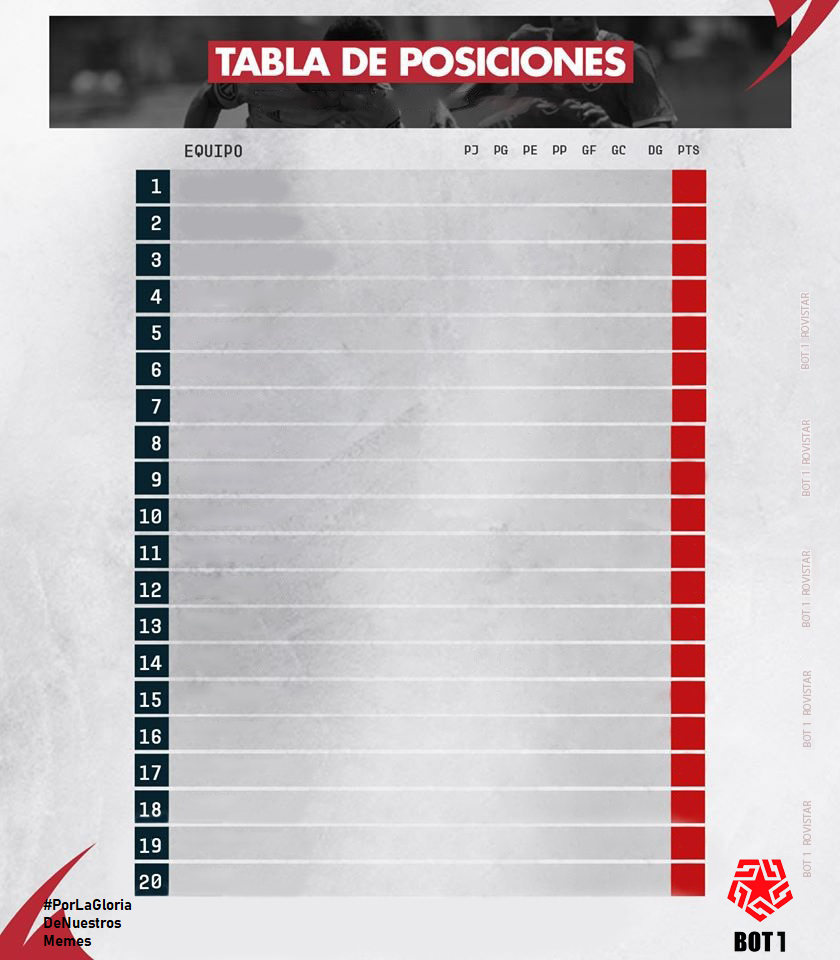 TABLA DE POSICIONES
EQUIPO PJ PG PE PP GF GC DG PTS
1
2
3
4
5
6
7
8
9
10
11
12
13
14
15
16
17
18
19
20
BOT 1 ROVISTAR
BOT 1 ROVISTAR
BOT 1 ROVISTAR
BOT 1 ROVISTAR
BOT 1 ROVISTAR
#PorLaGloria
DeNuestros
Memes
BOT 1